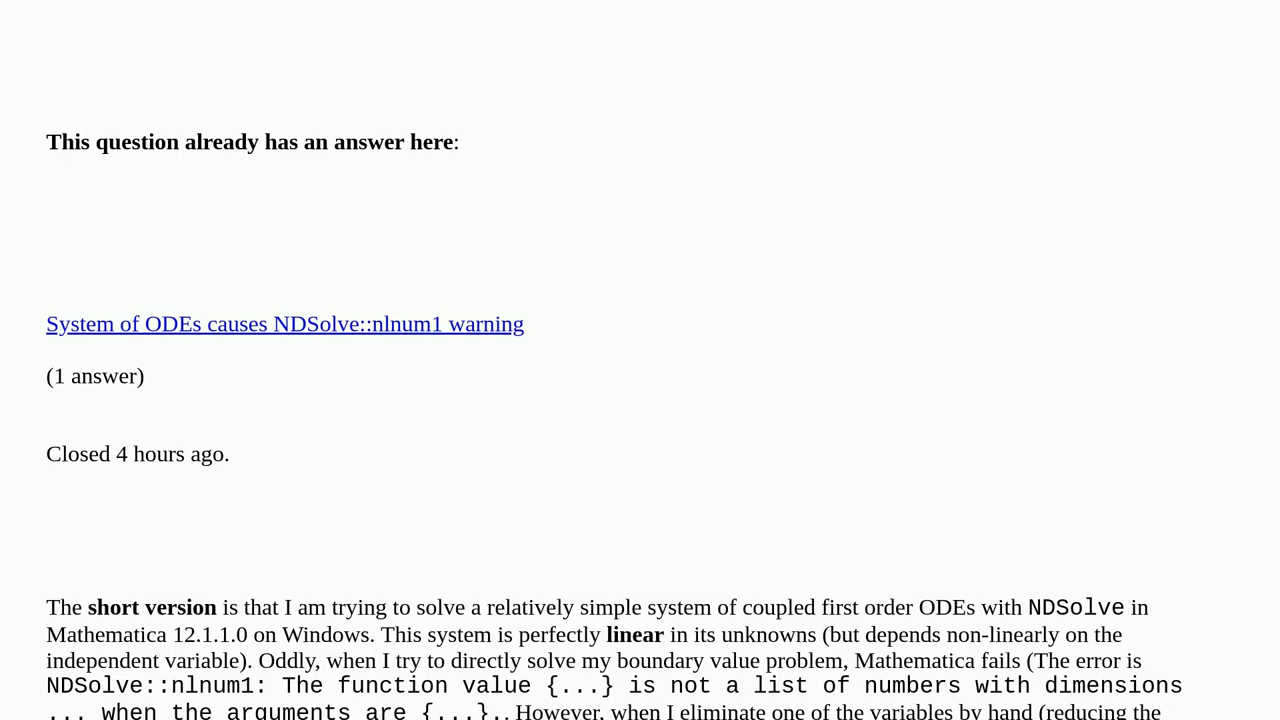 This question already has an answer here:
System of ODEs causes NDSolve::nlnum1 warning
(1 answer)
Closed 4 hours ago.
The short version is that I am trying to solve a relatively simple system of coupled first order ODEs with NDSolve in
Mathematica 12.1.1.0 on Windows. This system is perfectly linear in its unknowns (but depends non-linearly on the
independent variable). Oddly, when I try to directly solve my boundary value problem, Mathematica fails (The error is
NDSolve::nlnum1: The function value {...} is not a list of numbers with dimensions
... when the arguments are {...}.. However, when I eliminate one of the variables by hand (reducing the